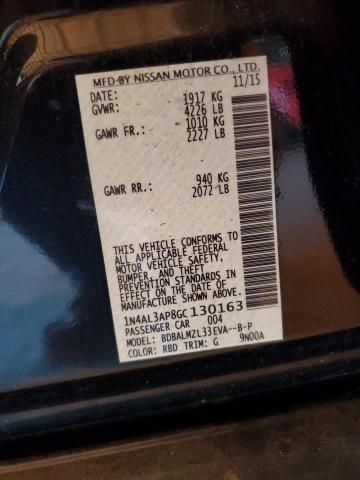 MFD BY NISSAN MOTOR CO., LTD.
DATE: 11/15
GVWR: 1917 KG
4226 LB
GAWR FR.: 1010 KG
2227 LB
GAWR RR.: 940 KG
2072 LB
THIS VEHICLE CONFORMS TO
ALL APPLICABLE FEDERAL
MOTOR VEHICLE SAFETY,
BUMPER, AND THEFT
PREVENTION STANDARDS IN
EFFECT ON THE DATE OF
MANUFACTURE SHOWN ABOVE.
1N4AL3AP8GC130163
PASSENGER CAR 004
MODEL: BDBALMZL33EVA--B-P
COLOR: RBD TRIM: G 9N00A